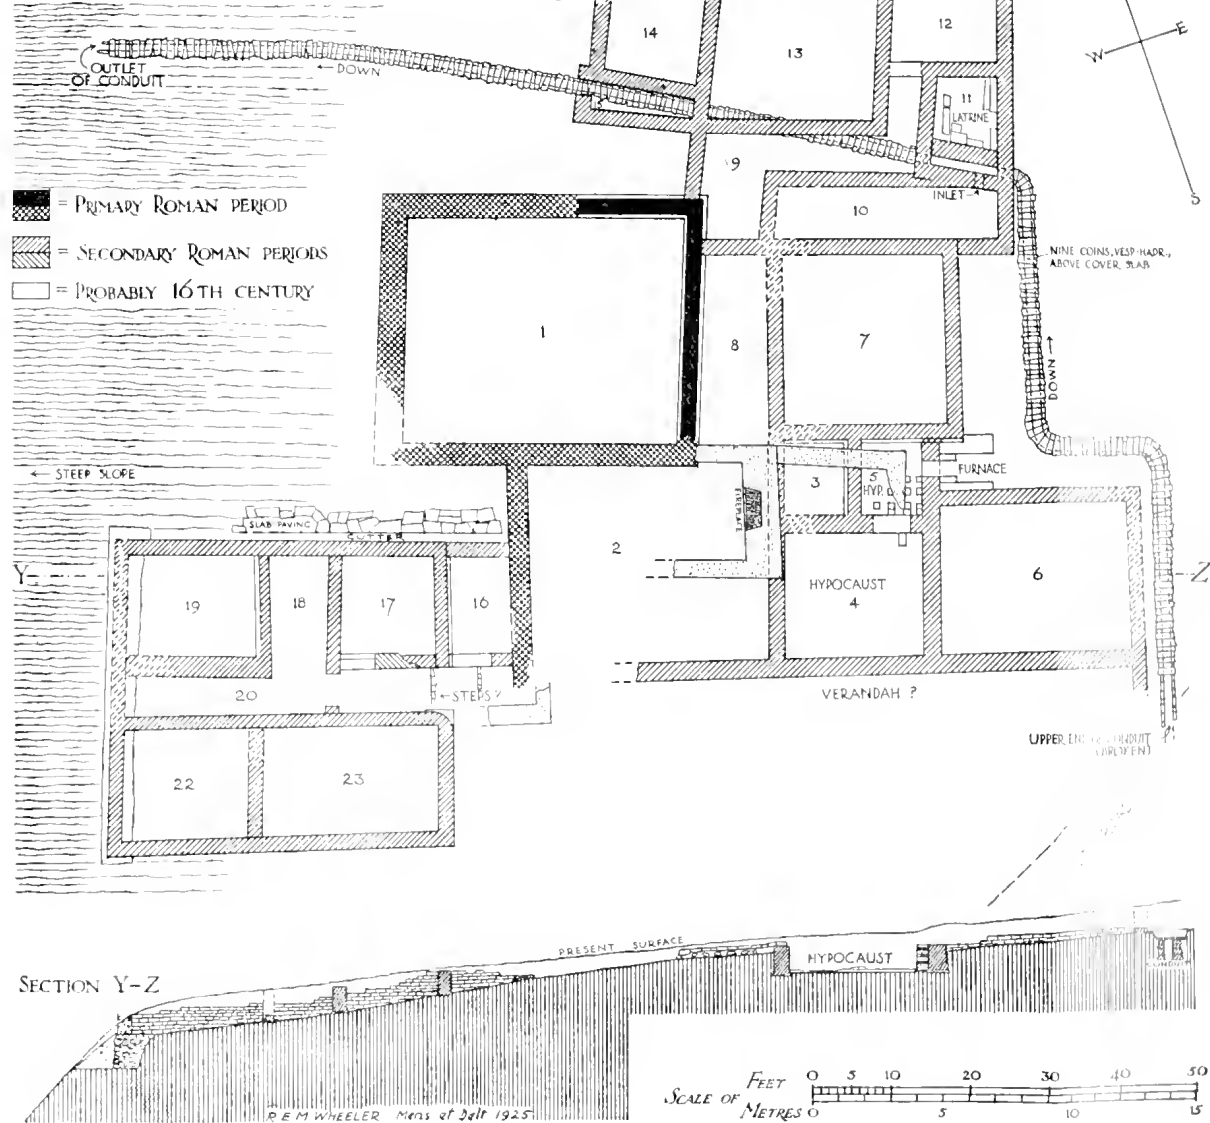 14
13
12
W
E
S
OUTLET
OF CONDUIT
← DOWN
11
LATRINE
9
INLET
10
= PRIMARY ROMAN PERIOD
= SECONDARY ROMAN PERIODS
= PROBABLY 16TH CENTURY
NINE COINS, VESP-HADR.,
ABOVE COVER SLAB
1
8
7
DOWN →
← STEEP SLOPE
FURNACE
3
5
HYP.
FIREPLACE
SLAB PAVING
GUTTER
2
Y
Z
19
18
17
16
HYPOCAUST
4
6
20
← STEPS?
VERANDAH ?
UPPER END OF CONDUIT
(BROKEN)
22
23
PRESENT SURFACE
HYPOCAUST
CONDUIT
SECTION Y-Z
FEET
0 5 10 20 30 40 50
SCALE OF
METRES
0 5 10 15
R E M WHEELER Mens et Delt 1925